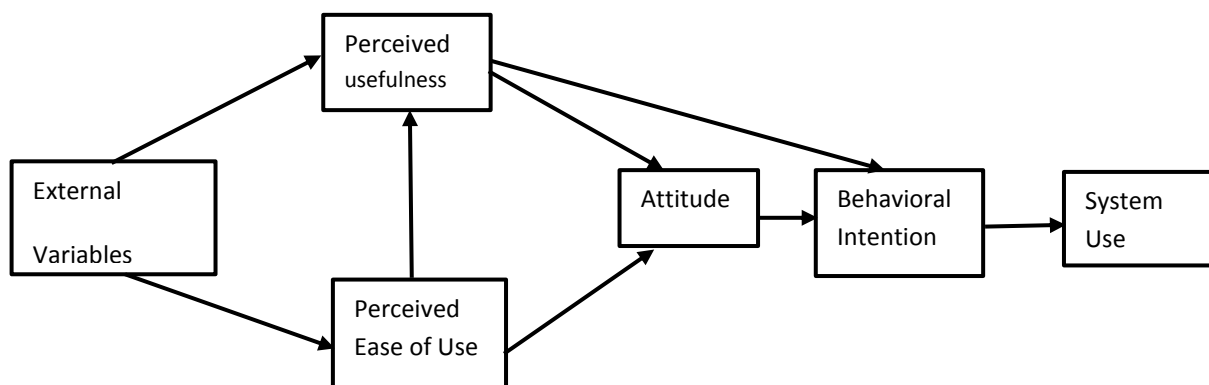 Perceived
usefulness
External
Variables
Attitude
Behavioral
Intention
System
Use
Perceived
Ease of Use